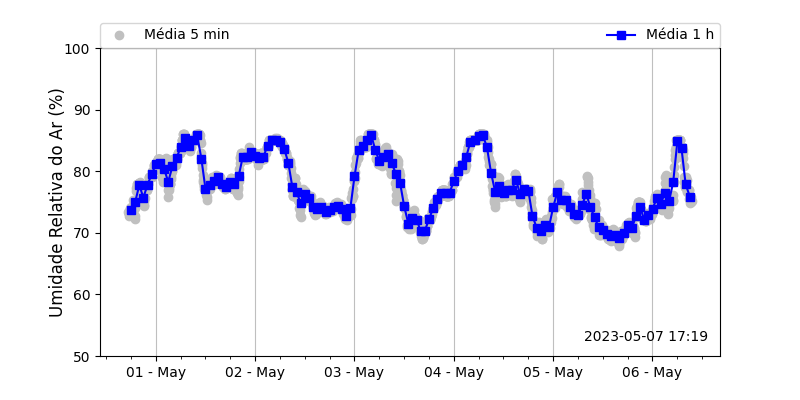 Média 5 min
Média 1 h
Umidade Relativa do Ar (%)
100
90
80
70
60
50
2023-05-07 17:19
01 - May
02 - May
03 - May
04 - May
05 - May
06 - May